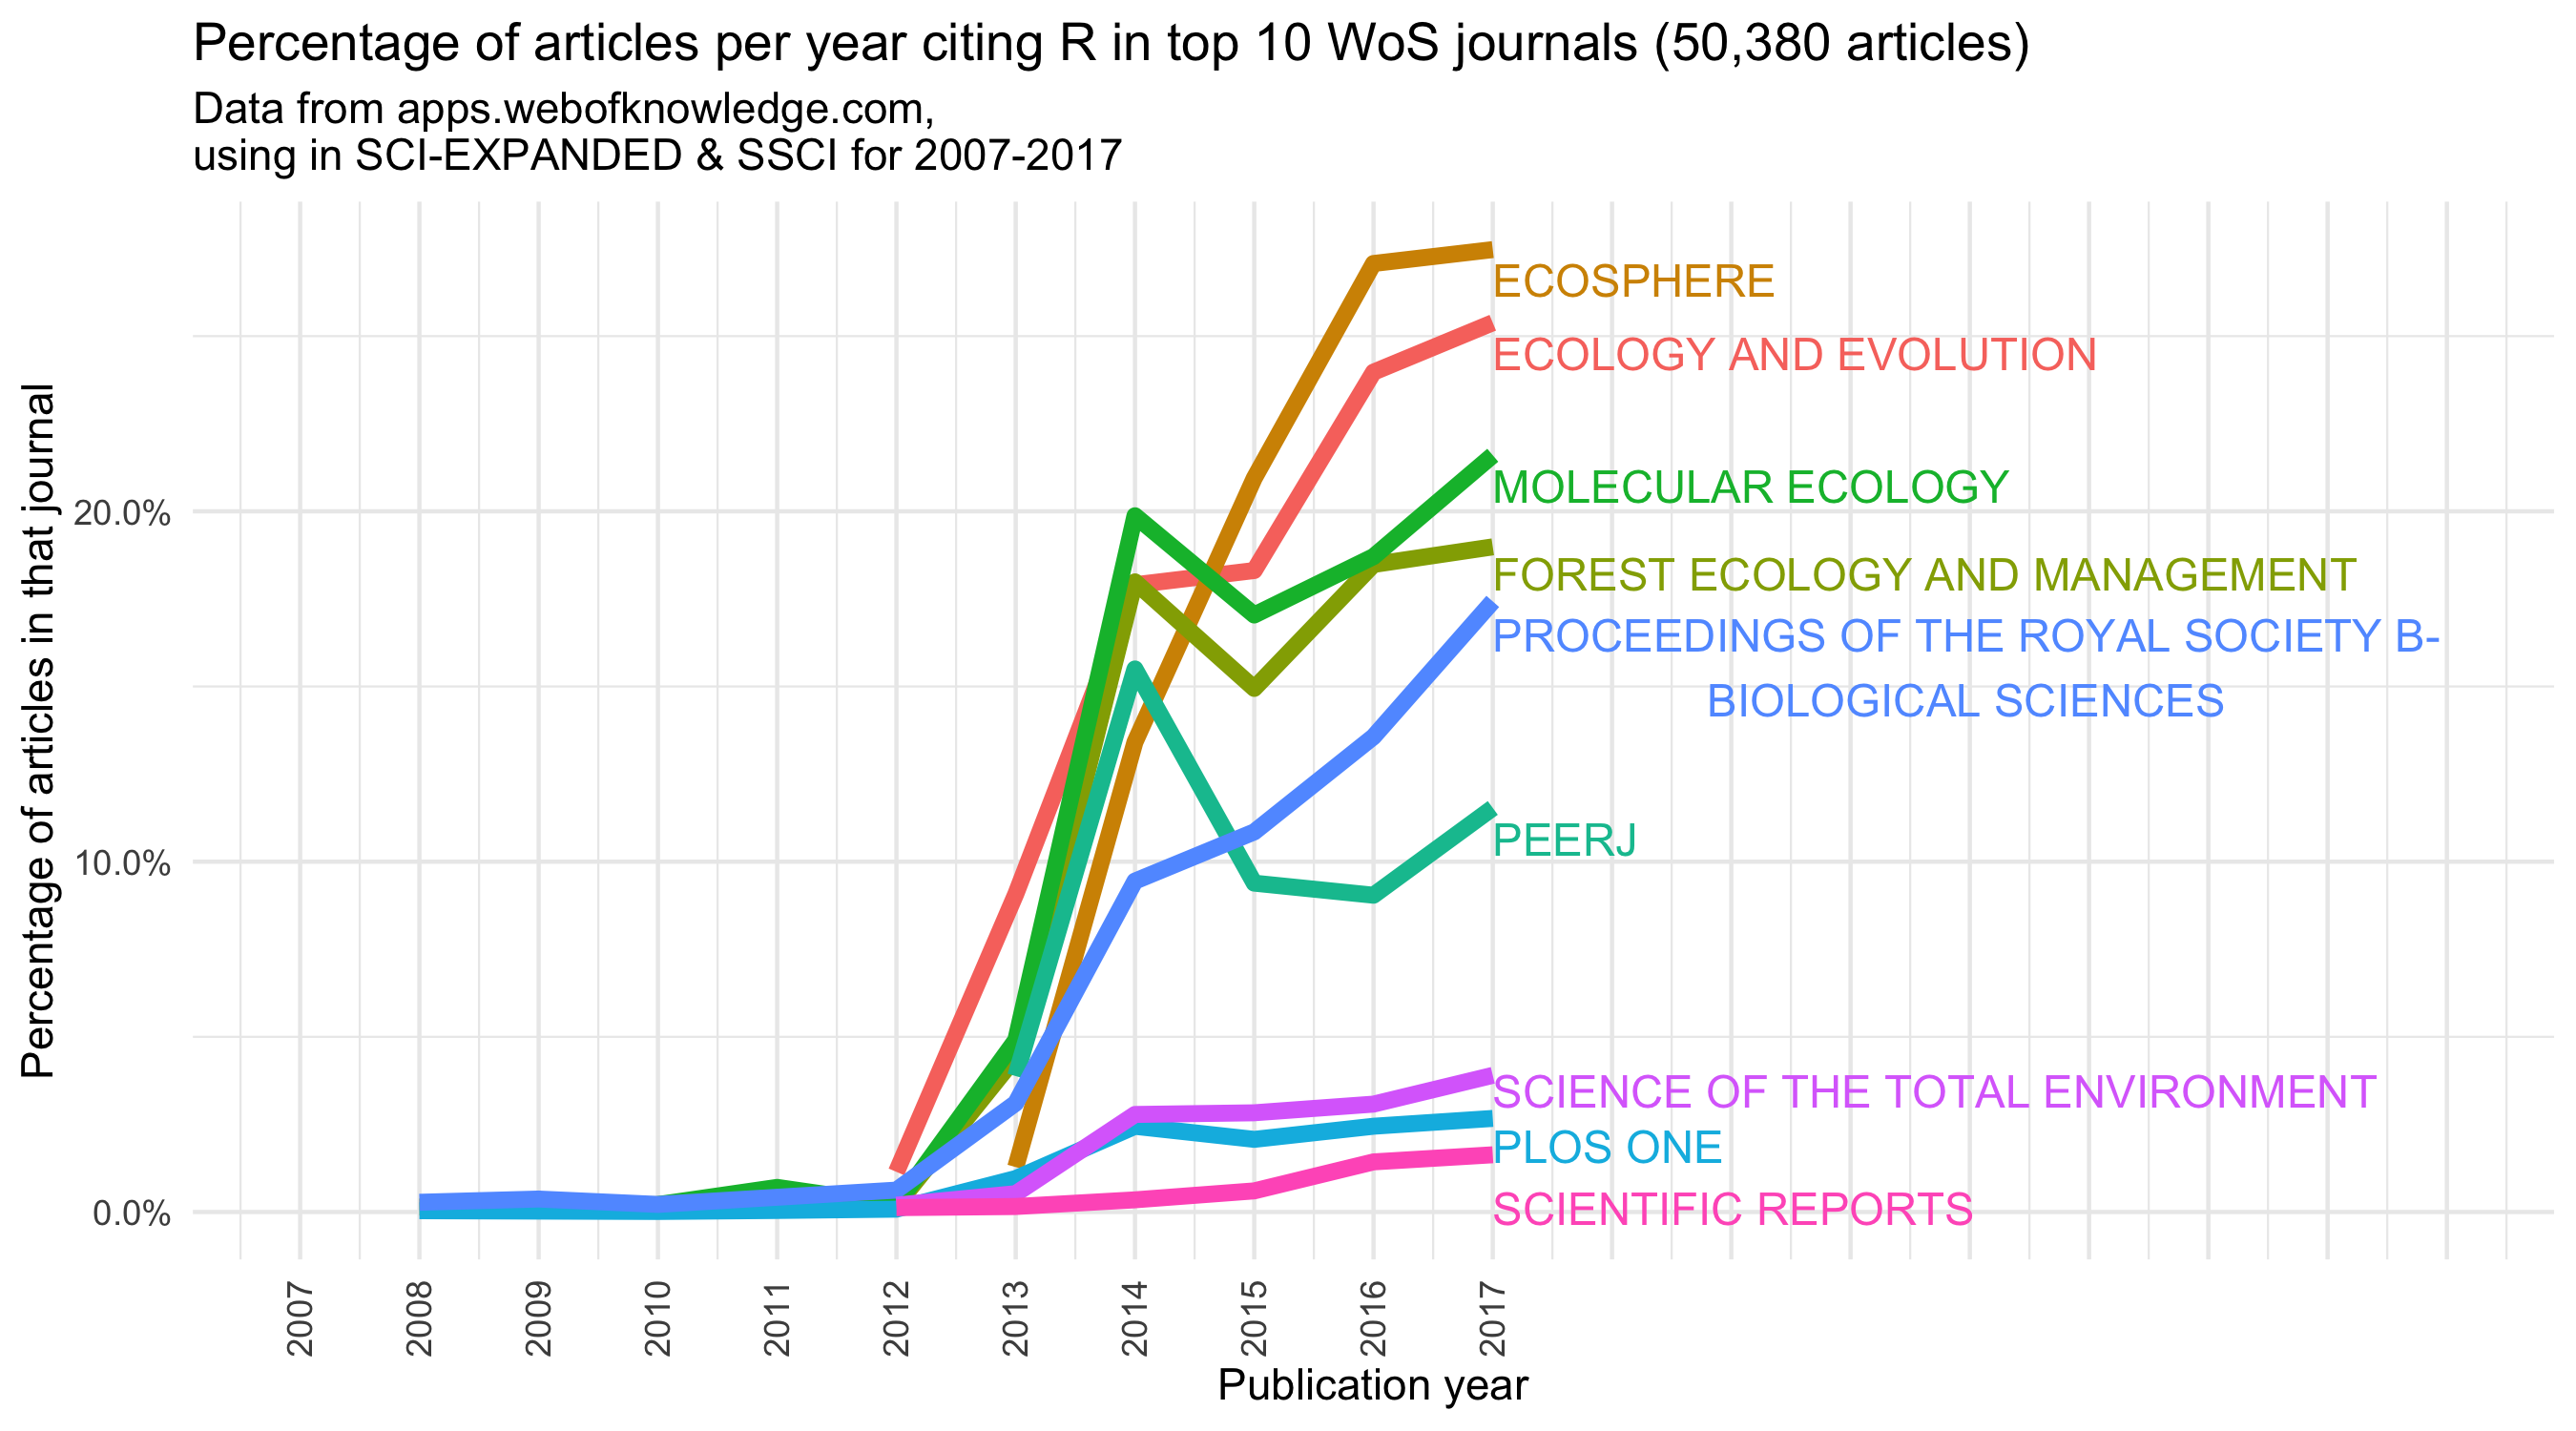 Percentage of articles per year citing R in top 10 WoS journals (50,380 articles)
Data from apps.webofknowledge.com,
using in SCI-EXPANDED & SSCI for 2007-2017
Percentage of articles in that journal
20.0%
10.0%
0.0%
ECOSPHERE
ECOLOGY AND EVOLUTION
MOLECULAR ECOLOGY
FOREST ECOLOGY AND MANAGEMENT
PROCEEDINGS OF THE ROYAL SOCIETY B-
BIOLOGICAL SCIENCES
PEERJ
SCIENCE OF THE TOTAL ENVIRONMENT
PLOS ONE
SCIENTIFIC REPORTS
2007
2008
2009
2010
2011
2012
2013
2014
2015
2016
2017
Publication year